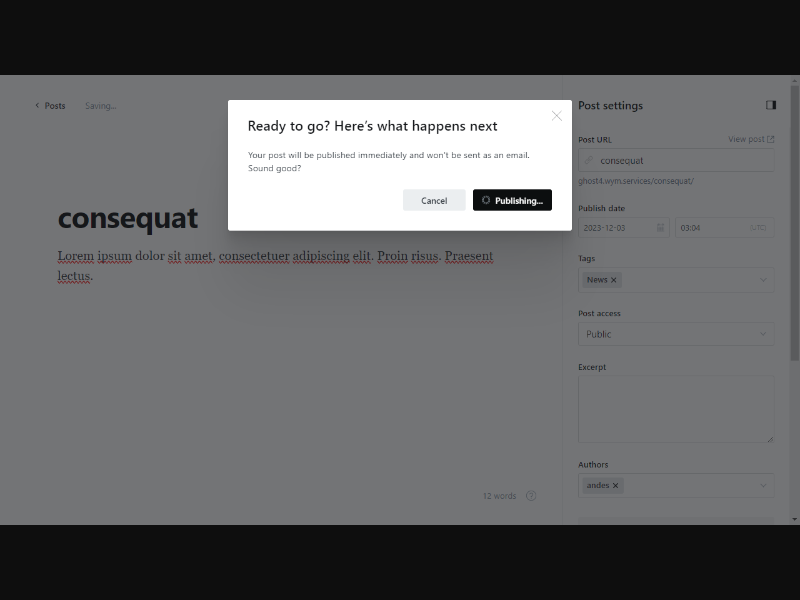 Posts
Saving...
Ready to go? Here's what happens next
Your post will be published immediately and won't be sent as an email.
Sound good?
Cancel
Publishing...
consequat
Lorem ipsum dolor sit amet, consectetuer adipiscing elit. Proin risus. Praesent
lectus.
12 words
Post settings
Post URL
View post
consequat
ghost4.wym.services/consequat/
Publish date
2023-12-03
03:04
UTC
Tags
News
Post access
Public
Excerpt
Authors
andes